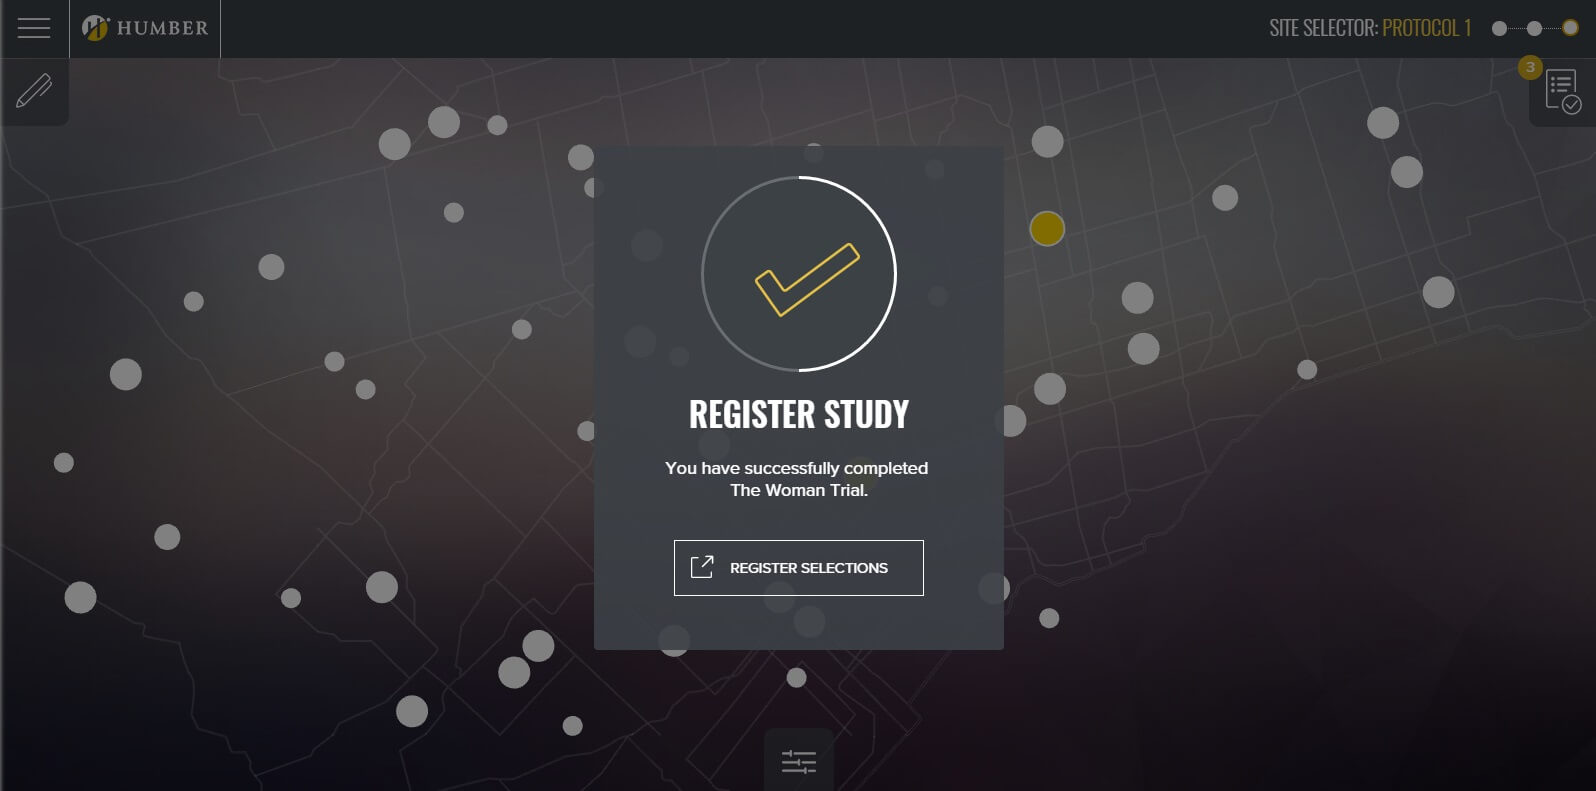 HUMBER
SITE SELECTOR: PROTOCOL 1
3
REGISTER STUDY
You have successfully completed
The Woman Trial.
REGISTER SELECTIONS